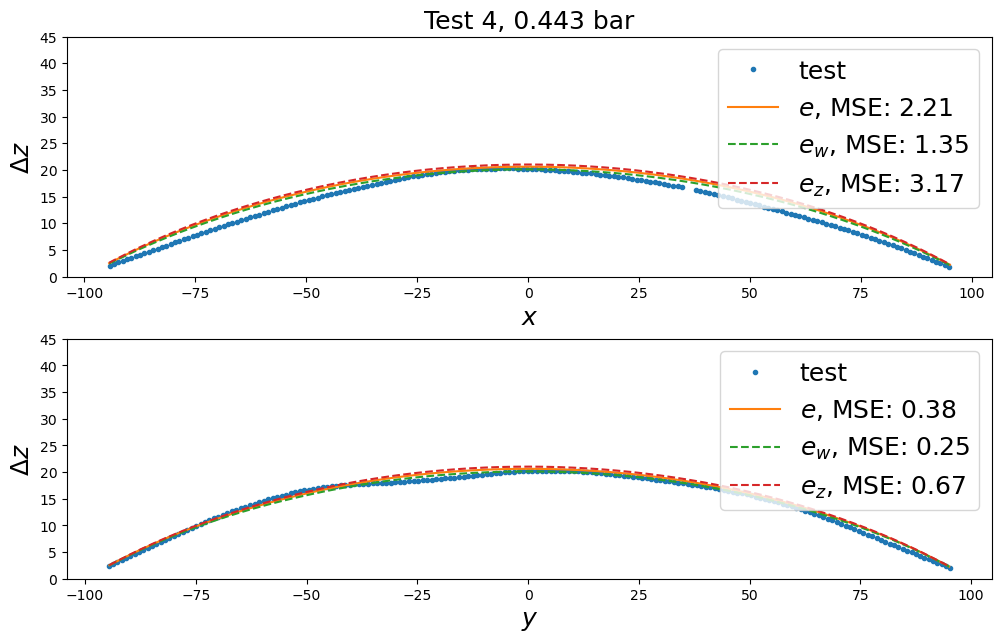 Test 4, 0.443 bar
45
40
35
30
25
20
15
10
5
0
Δz
test
e, MSE: 2.21
e_w, MSE: 1.35
e_z, MSE: 3.17
−100 −75 −50 −25 0 25 50 75 100
x
45
40
35
30
25
20
15
10
5
0
Δz
test
e, MSE: 0.38
e_w, MSE: 0.25
e_z, MSE: 0.67
−100 −75 −50 −25 0 25 50 75 100
y